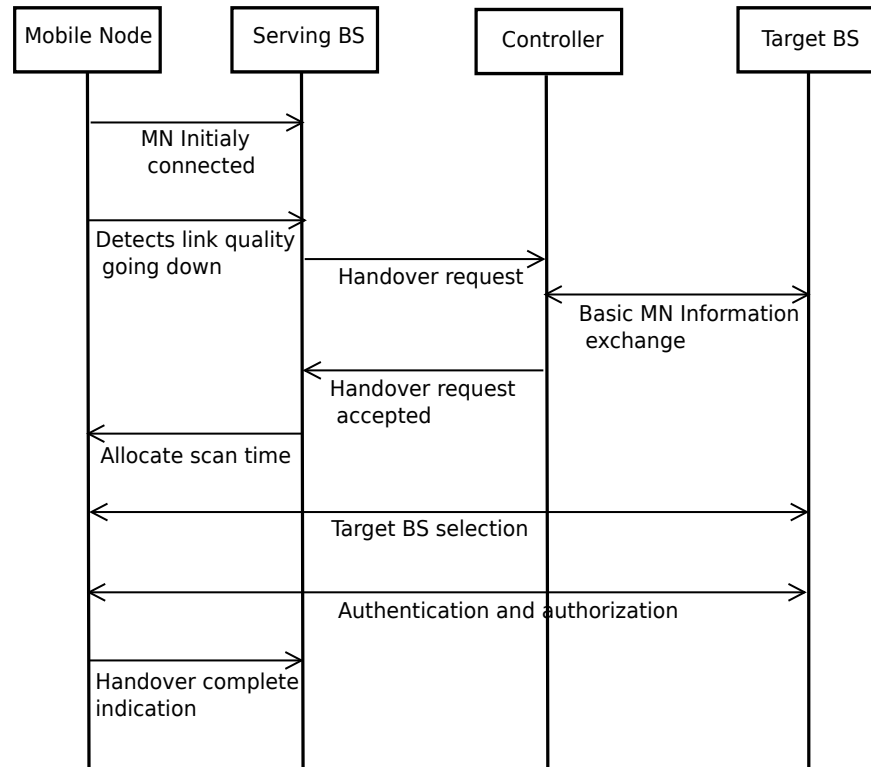 Mobile Node
Serving BS
Controller
Target BS
MN Initialy
connected
Detects link quality
going down
Handover request
Basic MN Information
exchange
Handover request
accepted
Allocate scan time
Target BS selection
Authentication and authorization
Handover complete
indication